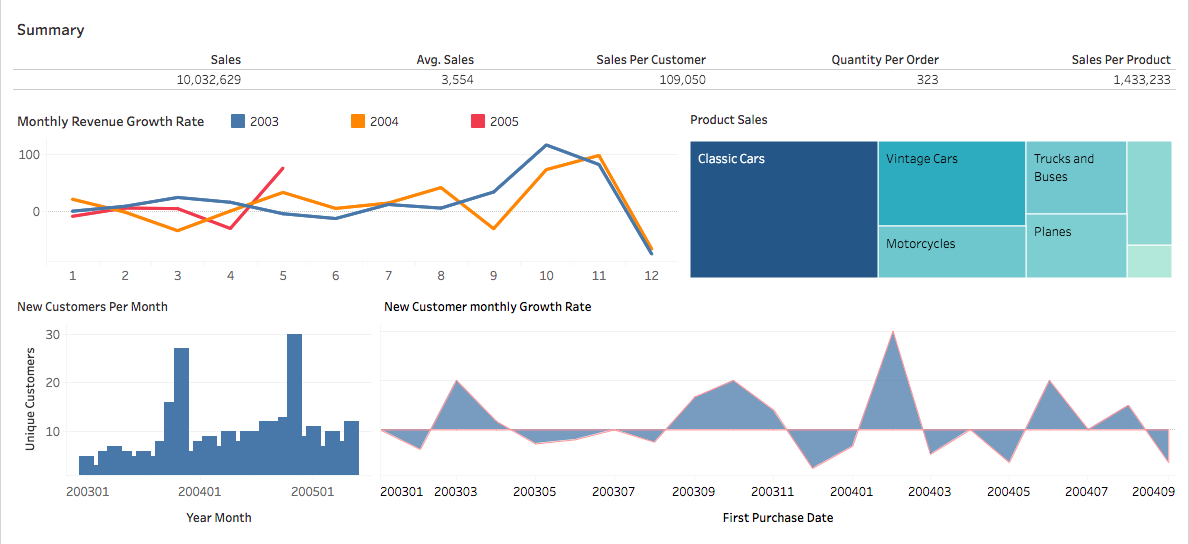 Summary
Sales Avg. Sales Sales Per Customer Quantity Per Order Sales Per Product
10,032,629 3,554 109,050 323 1,433,233
Monthly Revenue Growth Rate 2003 2004 2005
100
0
1 2 3 4 5 6 7 8 9 10 11 12
Product Sales
Classic Cars
Vintage Cars
Trucks and
Buses
Motorcycles
Planes
New Customers Per Month
Unique Customers
30
20
10
200301 200401 200501
Year Month
New Customer monthly Growth Rate
200301 200303 200305 200307 200309 200311 200401 200403 200405 200407 200409
First Purchase Date